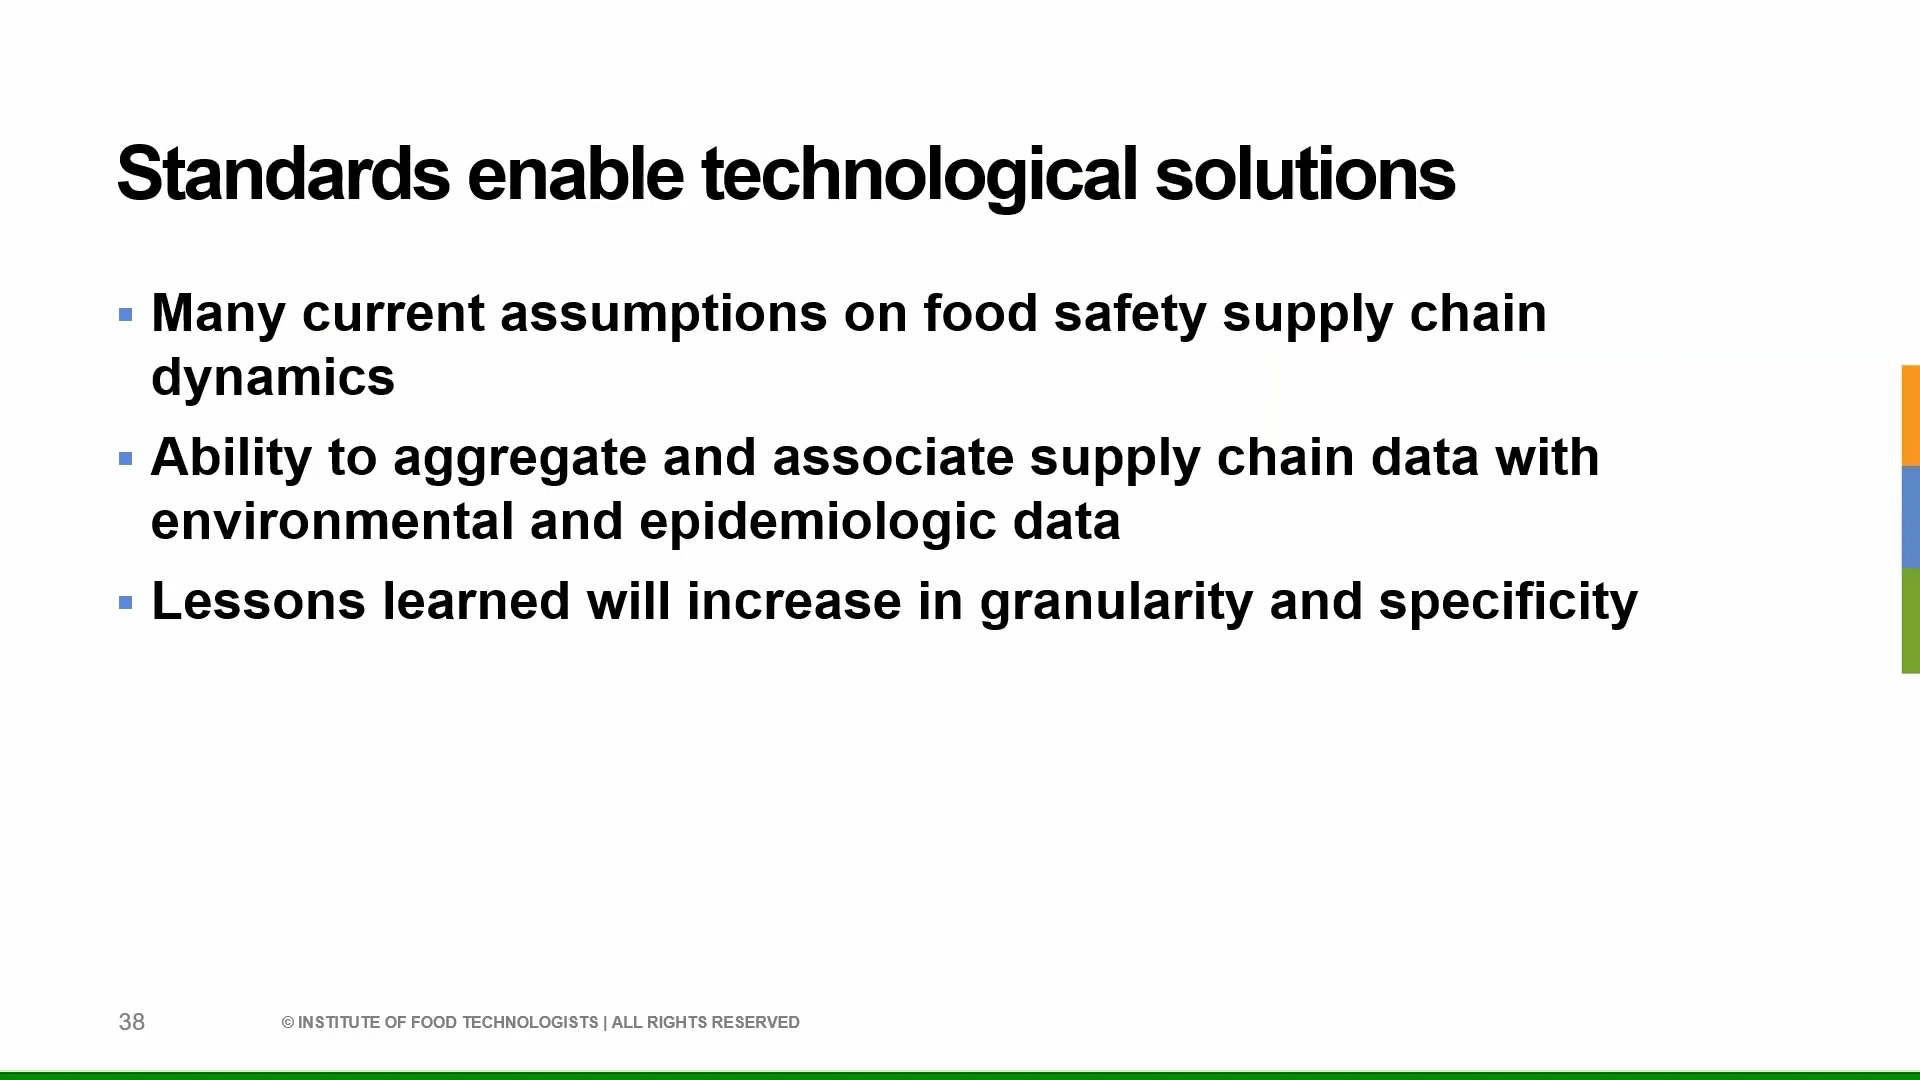 Standards enable technological solutions
▪ Many current assumptions on food safety supply chain
dynamics
▪ Ability to aggregate and associate supply chain data with
environmental and epidemiologic data
▪ Lessons learned will increase in granularity and specificity
38
© INSTITUTE OF FOOD TECHNOLOGISTS | ALL RIGHTS RESERVED